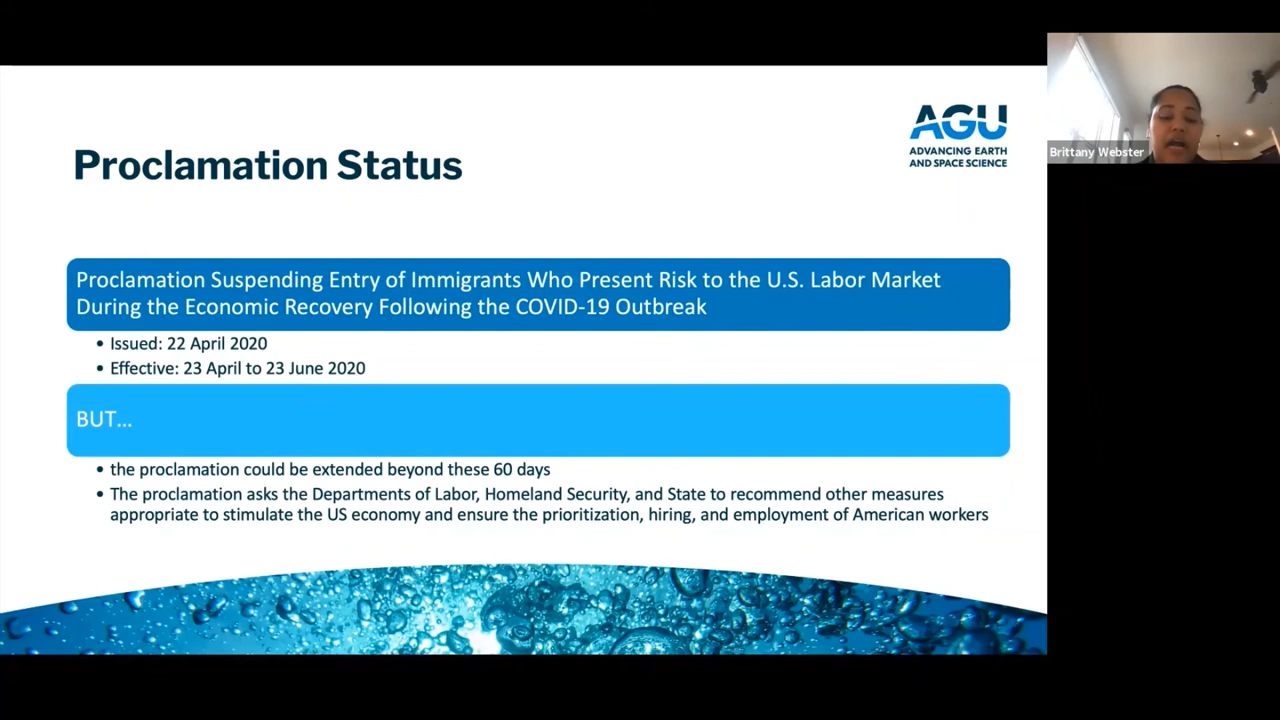 AGU
ADVANCING EARTH
AND SPACE SCIENCE
Proclamation Status
Brittany Webster
Proclamation Suspending Entry of Immigrants Who Present Risk to the U.S. Labor Market
During the Economic Recovery Following the COVID-19 Outbreak
• Issued: 22 April 2020
• Effective: 23 April to 23 June 2020
BUT...
• the proclamation could be extended beyond these 60 days
• The proclamation asks the Departments of Labor, Homeland Security, and State to recommend other measures
appropriate to stimulate the US economy and ensure the prioritization, hiring, and employment of American workers